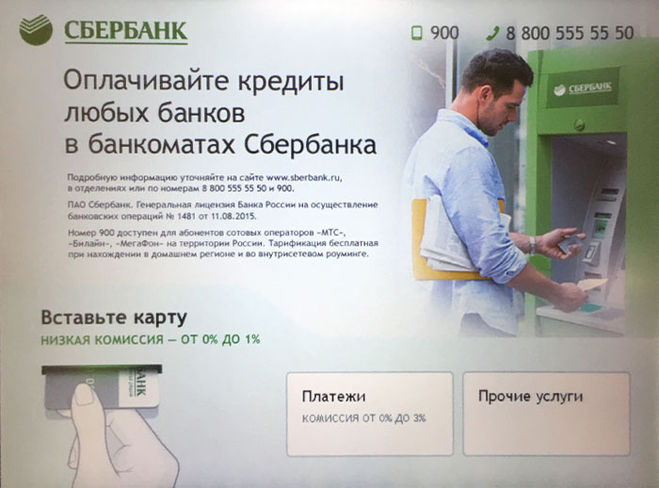 СБЕРБАНК
900
8 800 555 55 50
Оплачивайте кредиты
любых банков
в банкоматах Сбербанка
СБЕРБАНК
Подробную информацию уточняйте на сайте www.sberbank.ru,
в отделениях или по номерам 8 800 555 55 50 и 900.
ПАО Сбербанк. Генеральная лицензия Банка России на осуществление
банковских операций № 1481 от 11.08.2015.
Номер 900 доступен для абонентов сотовых операторов «МТС»,
«Билайн», «МегаФон» на территории России. Тарификация бесплатная
при нахождении в домашнем регионе и во внутрисетевом роуминге.
Вставьте карту
НИЗКАЯ КОМИССИЯ — ОТ 0% ДО 1%
Платежи
КОМИССИЯ ОТ 0% ДО 3%
Прочие услуги